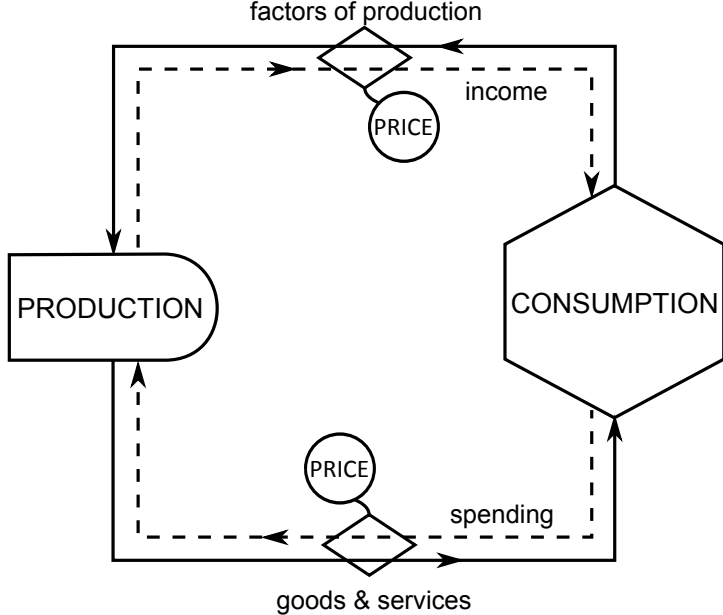 factors of production
income
PRICE
PRODUCTION
CONSUMPTION
PRICE
spending
goods & services